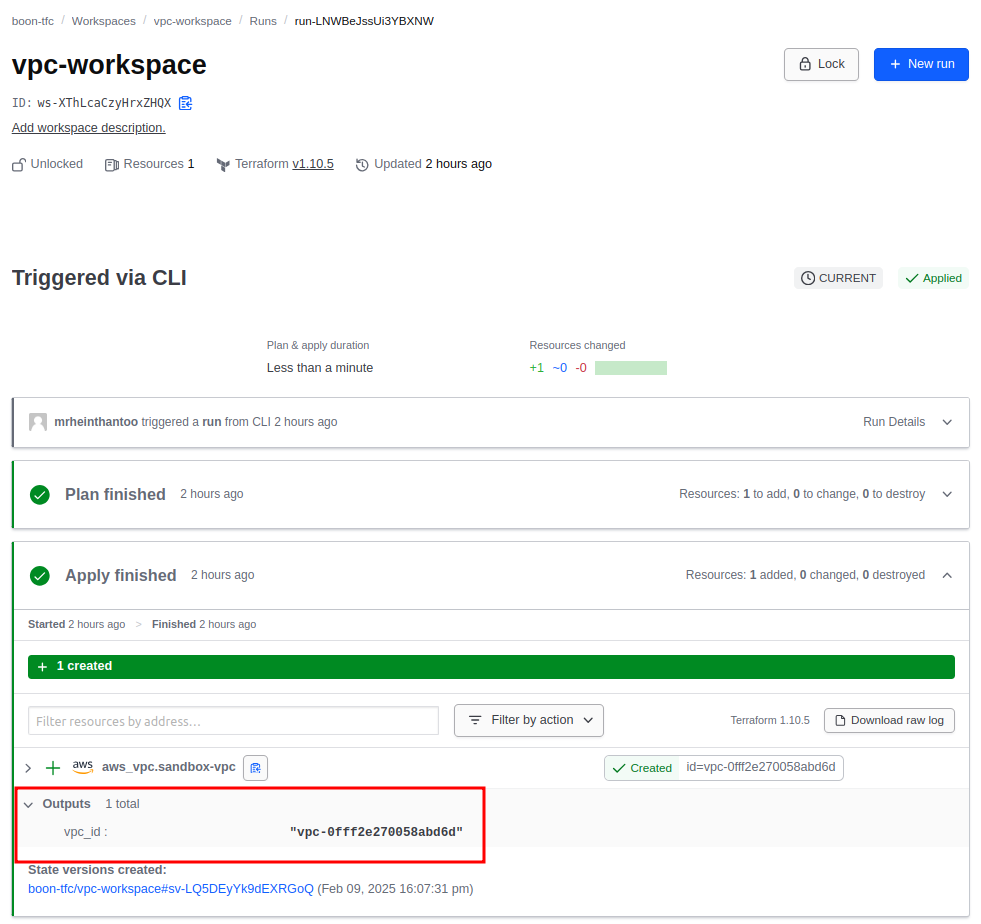 boon-tfc / Workspaces / vpc-workspace / Runs / run-LNWBeJssUi3YBXNW
vpc-workspace
Lock
+ New run
ID: ws-XThLcaCzyHrxZHQX
Add workspace description.
Unlocked Resources 1 Terraform v1.10.5 Updated 2 hours ago
Triggered via CLI
CURRENT
Applied
Plan & apply duration
Less than a minute
Resources changed
+1 ~0 -0
mrheinthantoo triggered a run from CLI 2 hours ago
Run Details
Plan finished 2 hours ago
Resources: 1 to add, 0 to change, 0 to destroy
Apply finished 2 hours ago
Resources: 1 added, 0 changed, 0 destroyed
Started 2 hours ago > Finished 2 hours ago
+ 1 created
Filter resources by address...
Filter by action
Terraform 1.10.5
Download raw log
aws aws_vpc.sandbox-vpc
Created id=vpc-0fff2e270058abd6d
Outputs 1 total
vpc_id : "vpc-0fff2e270058abd6d"
State versions created:
boon-tfc/vpc-workspace#sv-LQ5DEyYk9dEXRGoQ (Feb 09, 2025 16:07:31 pm)